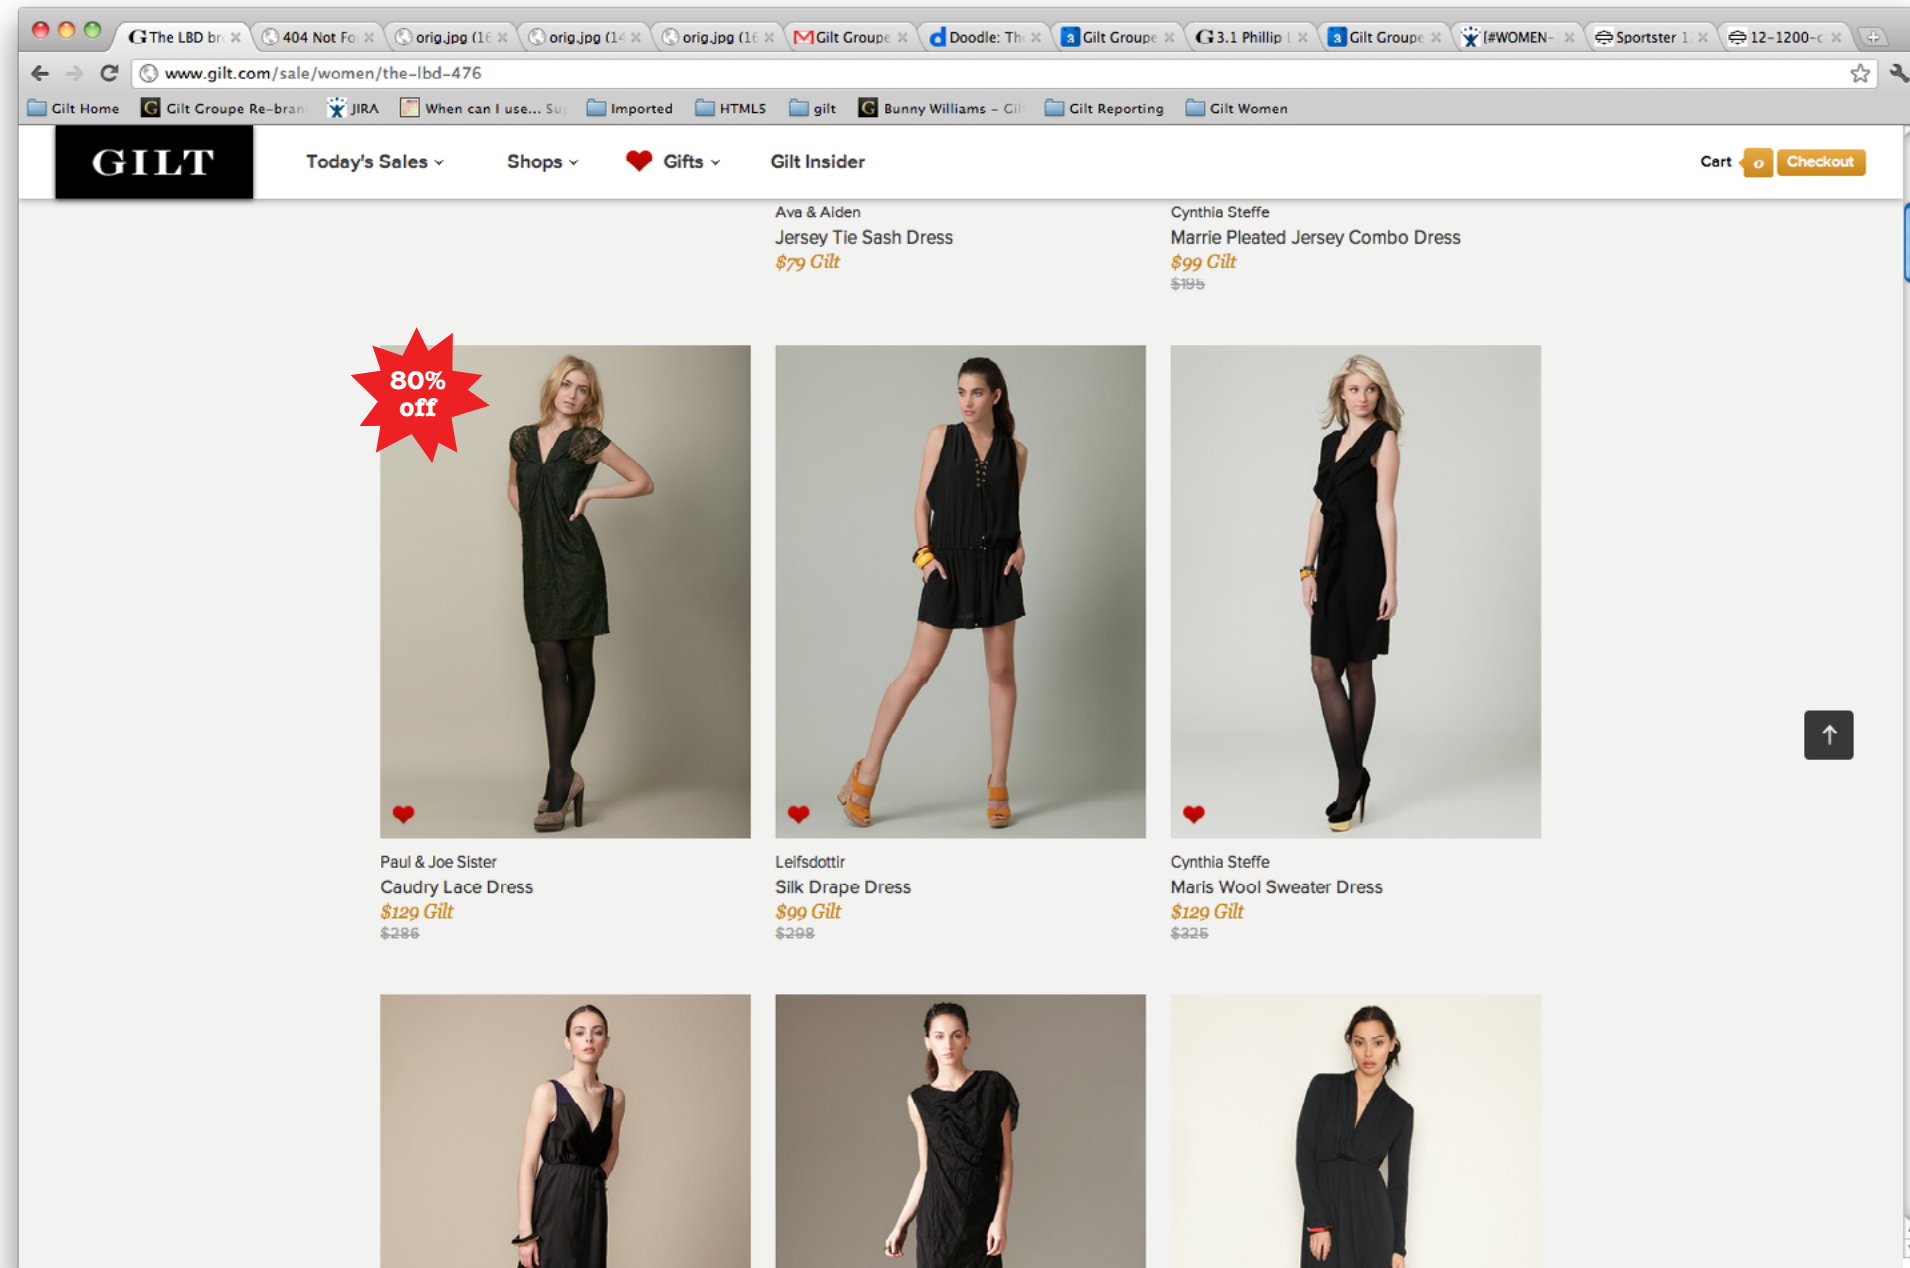 The LBD br
404 Not Fo
orig.jpg (16
orig.jpg (14
orig.jpg (16
Gilt Groupe
Doodle: Th
Gilt Groupe
3.1 Phillip L
Gilt Groupe
[#WOMEN-
Sportster 1
12-1200-c
www.gilt.com/sale/women/the-lbd-476
Gilt Home
Gilt Groupe Re-bran
JIRA
When can I use... Su
Imported
HTML5
gilt
Bunny Williams - Gil
Gilt Reporting
Gilt Women
GILT
Today's Sales
Shops
Gifts
Gilt Insider
Cart
0
Checkout
Ava & Aiden
Jersey Tie Sash Dress
$79 Gilt
Cynthia Steffe
Marrie Pleated Jersey Combo Dress
$99 Gilt
$195
80%
off
Paul & Joe Sister
Caudry Lace Dress
$129 Gilt
$286
Leifsdottir
Silk Drape Dress
$99 Gilt
$298
Cynthia Steffe
Maris Wool Sweater Dress
$129 Gilt
$325